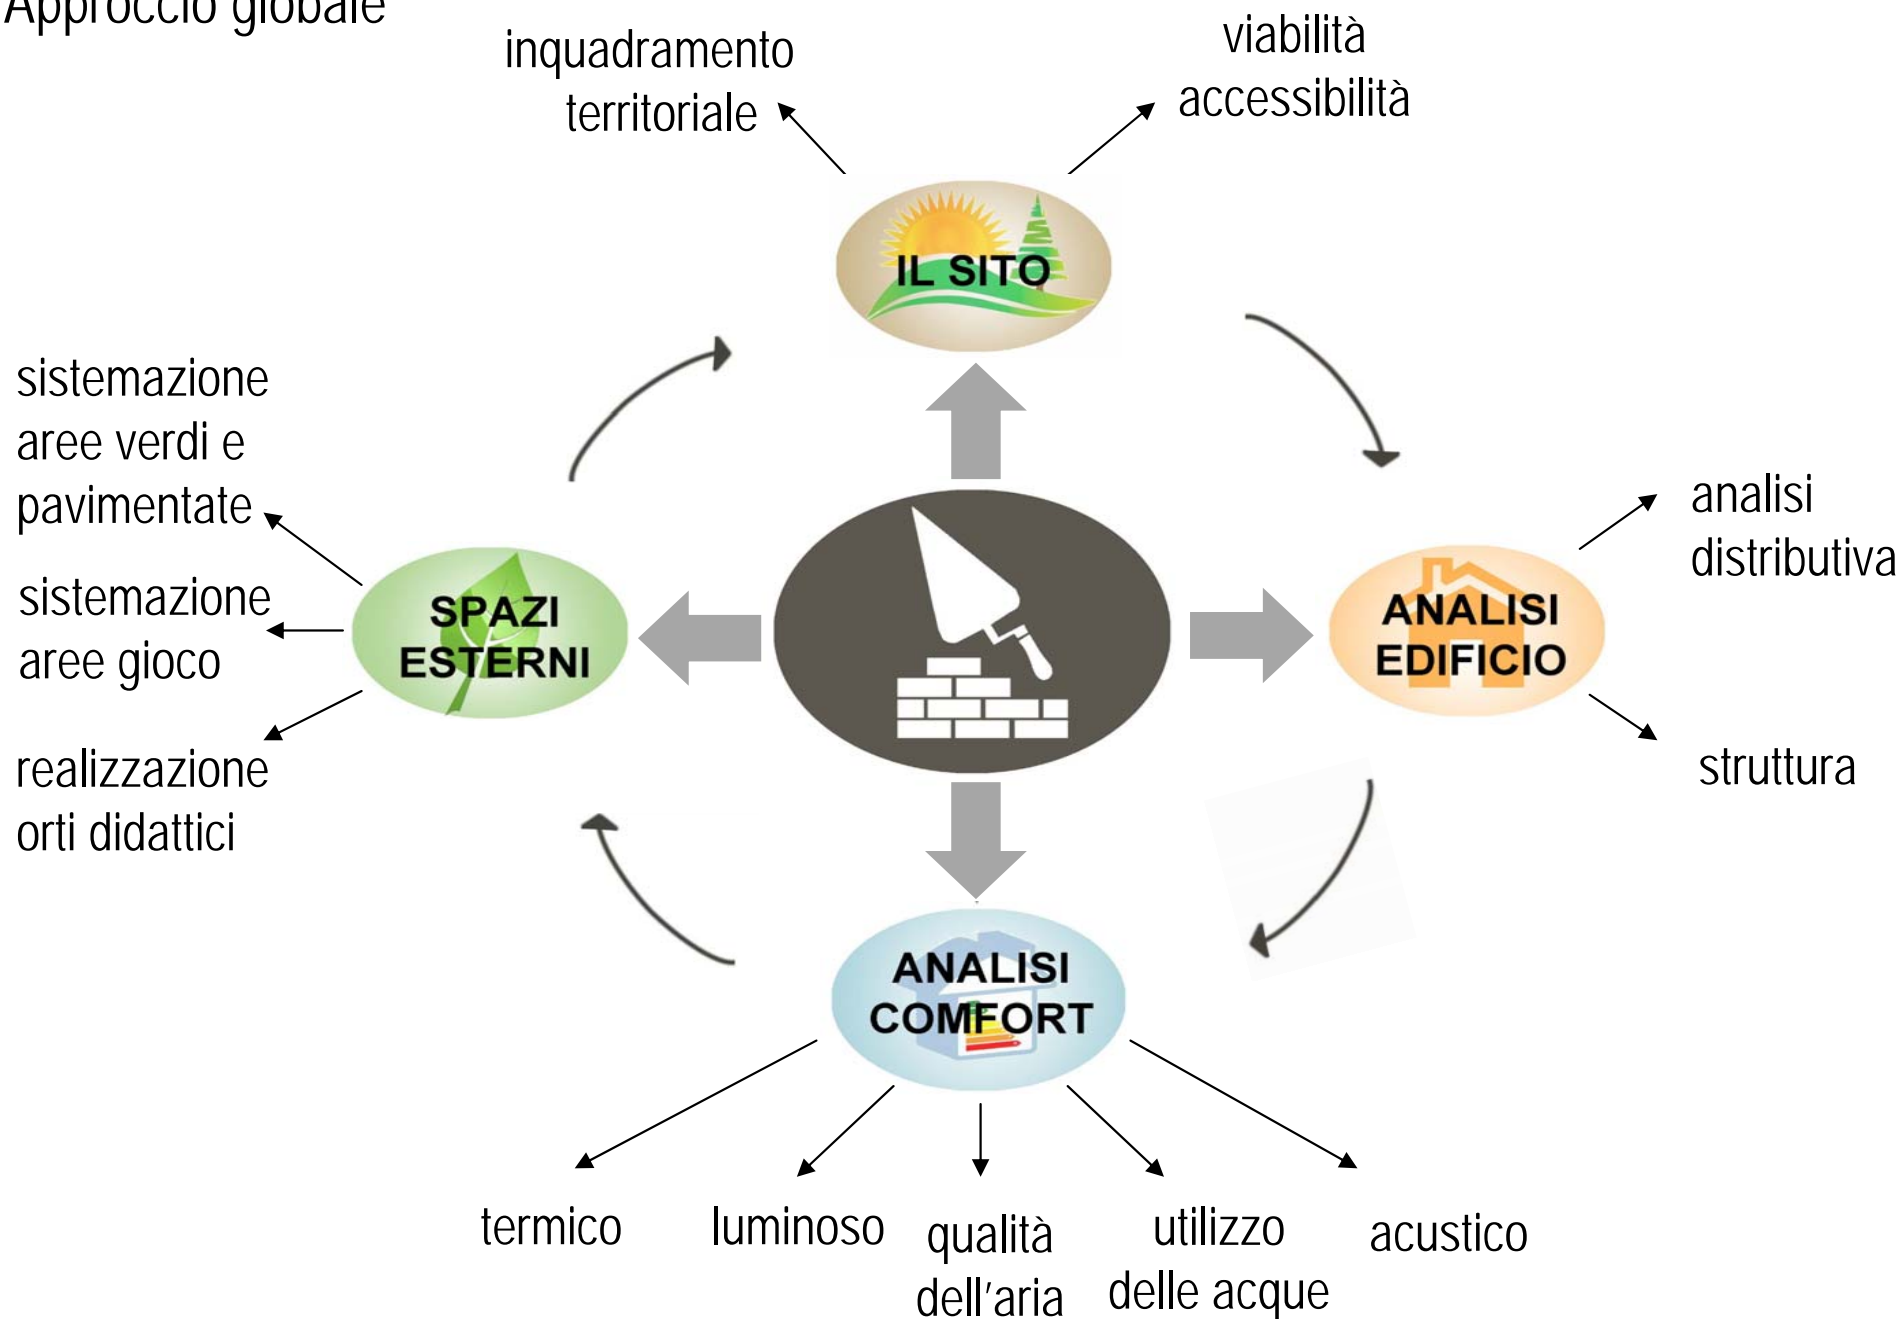 Approccio globale
inquadramento
territoriale
viabilità
accessibilità
IL SITO
sistemazione
aree verdi e
pavimentate
sistemazione
aree gioco
realizzazione
orti didattici
SPAZI
ESTERNI
ANALISI
EDIFICIO
analisi
distributiva
struttura
ANALISI
COMFORT
termico
luminoso
qualità
dell'aria
utilizzo
delle acque
acustico